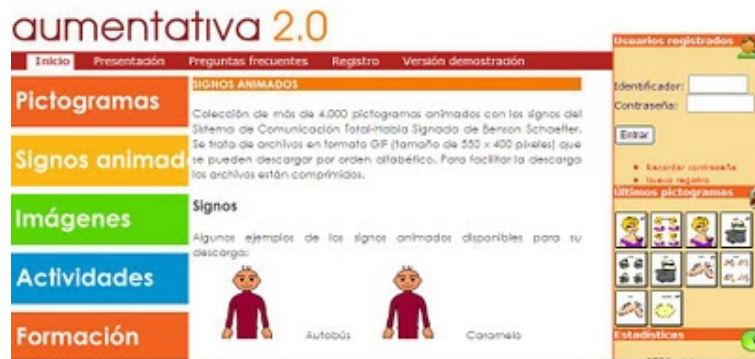 aumentativa 2.0
Inicio Presentación Preguntas frecuentes Registro Versión demostración
Pictogramas
Signos animad
Imágenes
Actividades
Formación
SIGNOS ANIMADOS
Colección de más de 4.000 pictogramas animados con los signos del
Sistema de Comunicación Total-Habla Signada de Benson Schaeffer.
Se trata de archivos en formato GIF (tamaño de 550 x 400 píxeles) que
se pueden descargar por orden alfabético. Para facilitar la descarga
los archivos están comprimidos.
Signos
Algunos ejemplos de los signos animados disponibles para su
descarga:
Autobús
Caramelo
Usuarios registrados
Identificador:
Contraseña:
Entrar
Recordar contraseña
Nuevo registro
Últimos pictogramas
Estadísticas